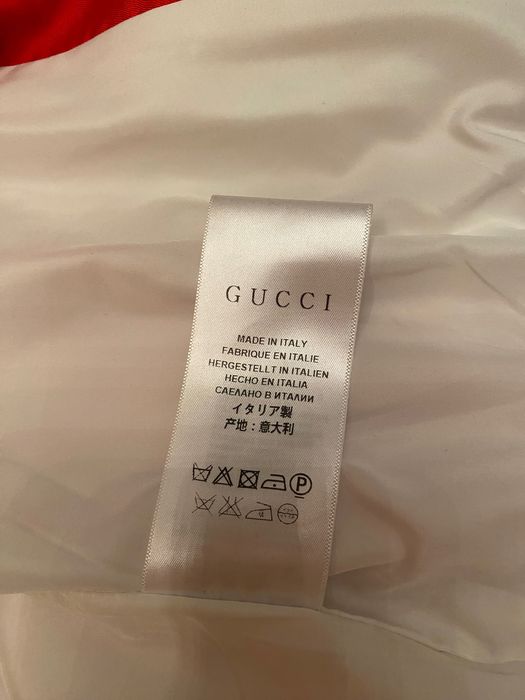 GUCCI
MADE IN ITALY
FABRIQUE EN ITALIE
HERGESTELLT IN ITALIEN
HECHO EN ITALIA
СДЕЛАНО В ИТАЛИИ
イタリア製
产地：意大利
P